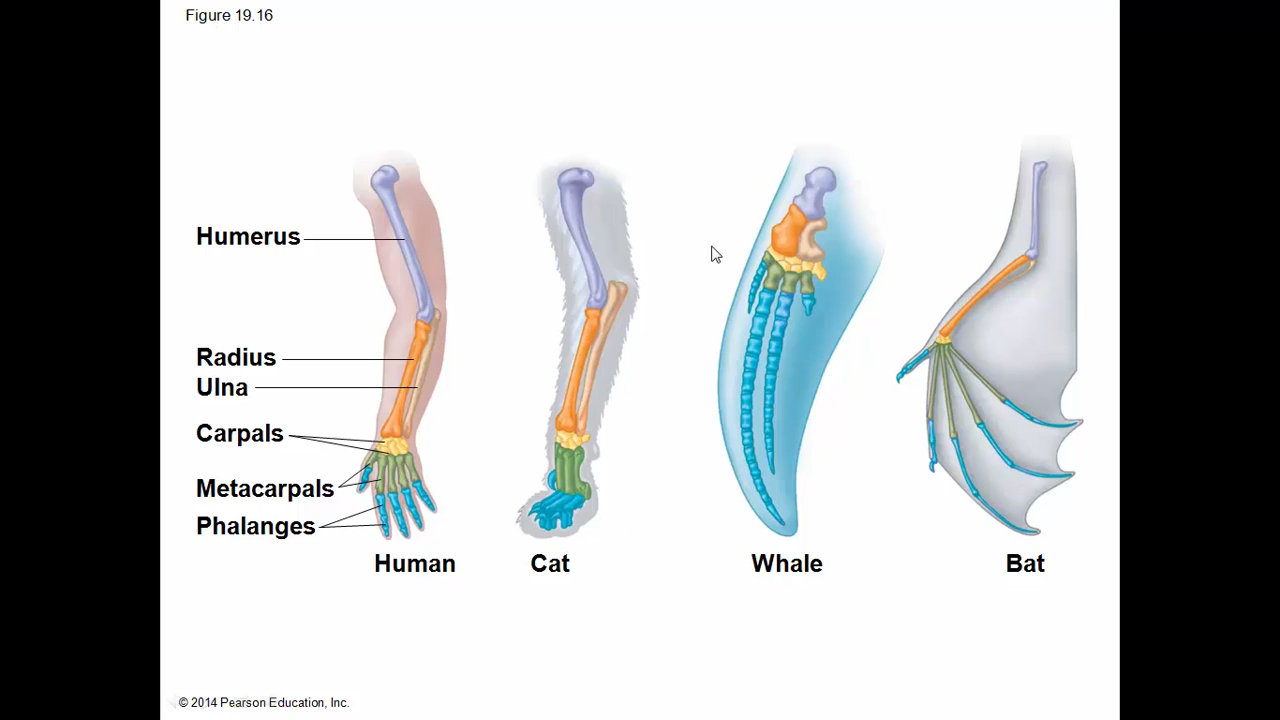 Figure 19.16
Humerus
Radius
Ulna
Carpals
Metacarpals
Phalanges
Human
Cat
Whale
Bat
© 2014 Pearson Education, Inc.